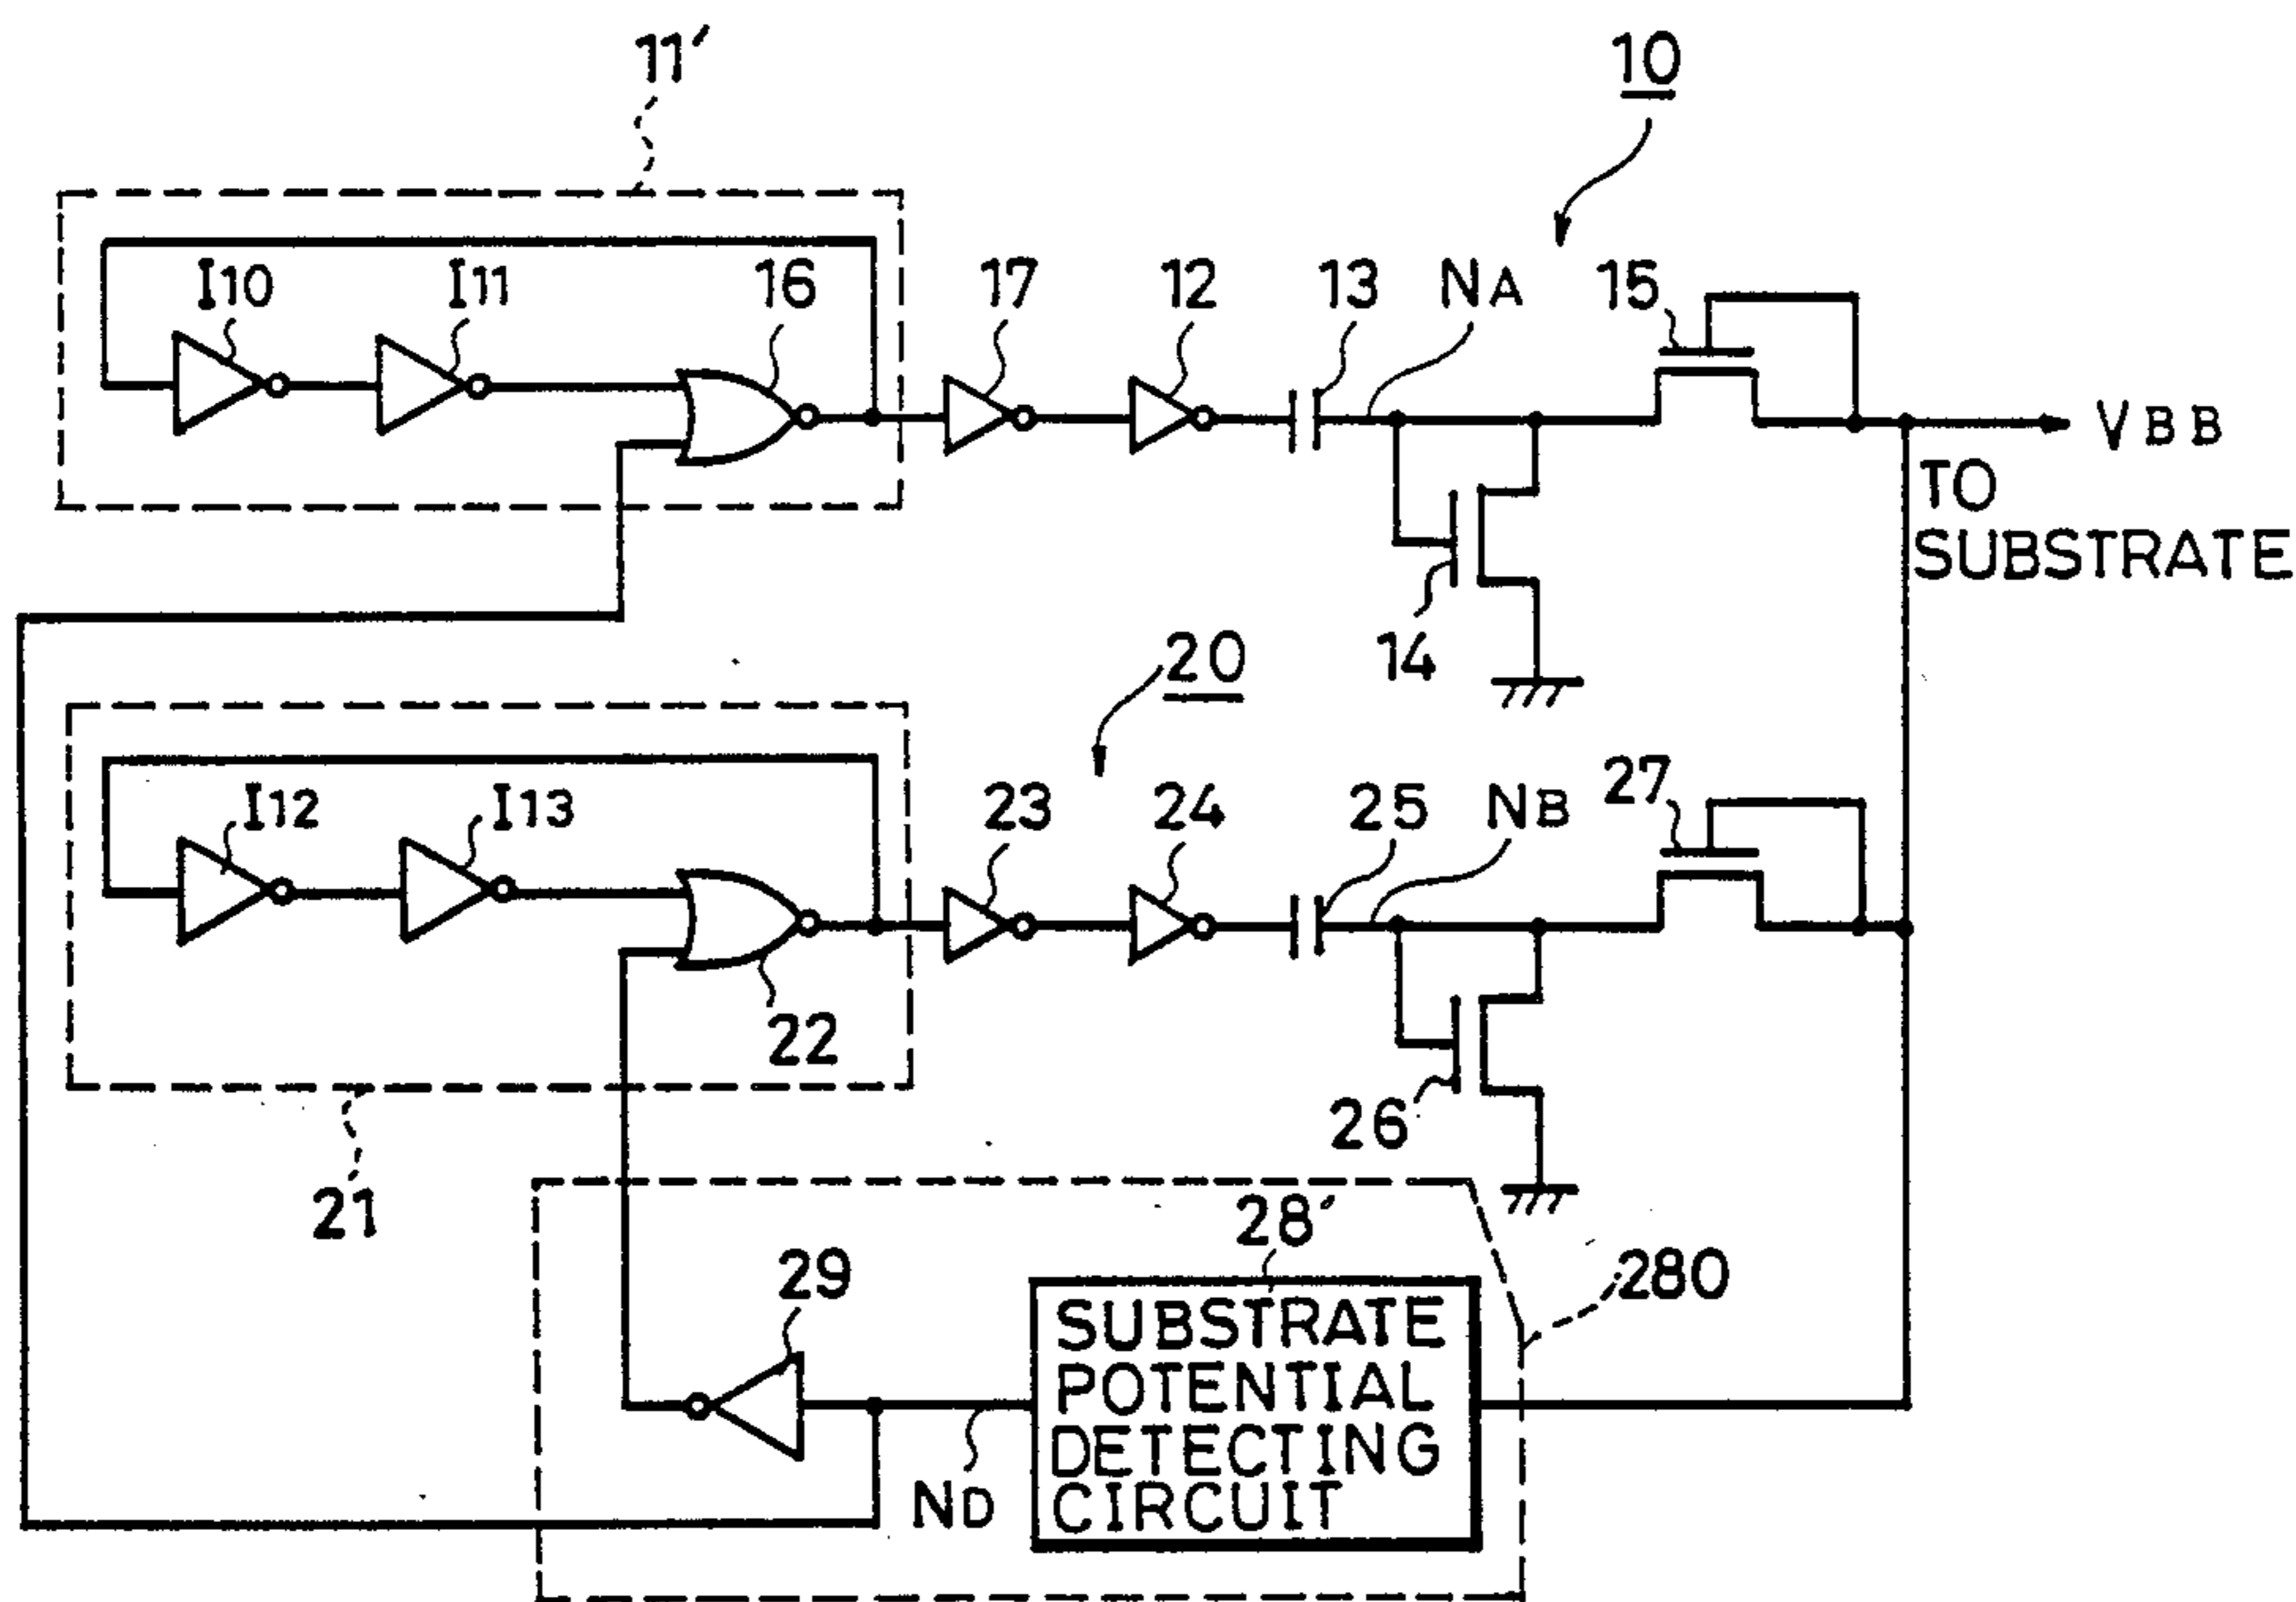 11′
10
I10
I11
16
17
12
13
NA
15
VBB
TO
SUBSTRATE
14
20
I12
I13
23
24
25
NB
27
22
26
21
28′
29
280
SUBSTRATE
POTENTIAL
DETECTING
CIRCUIT
ND